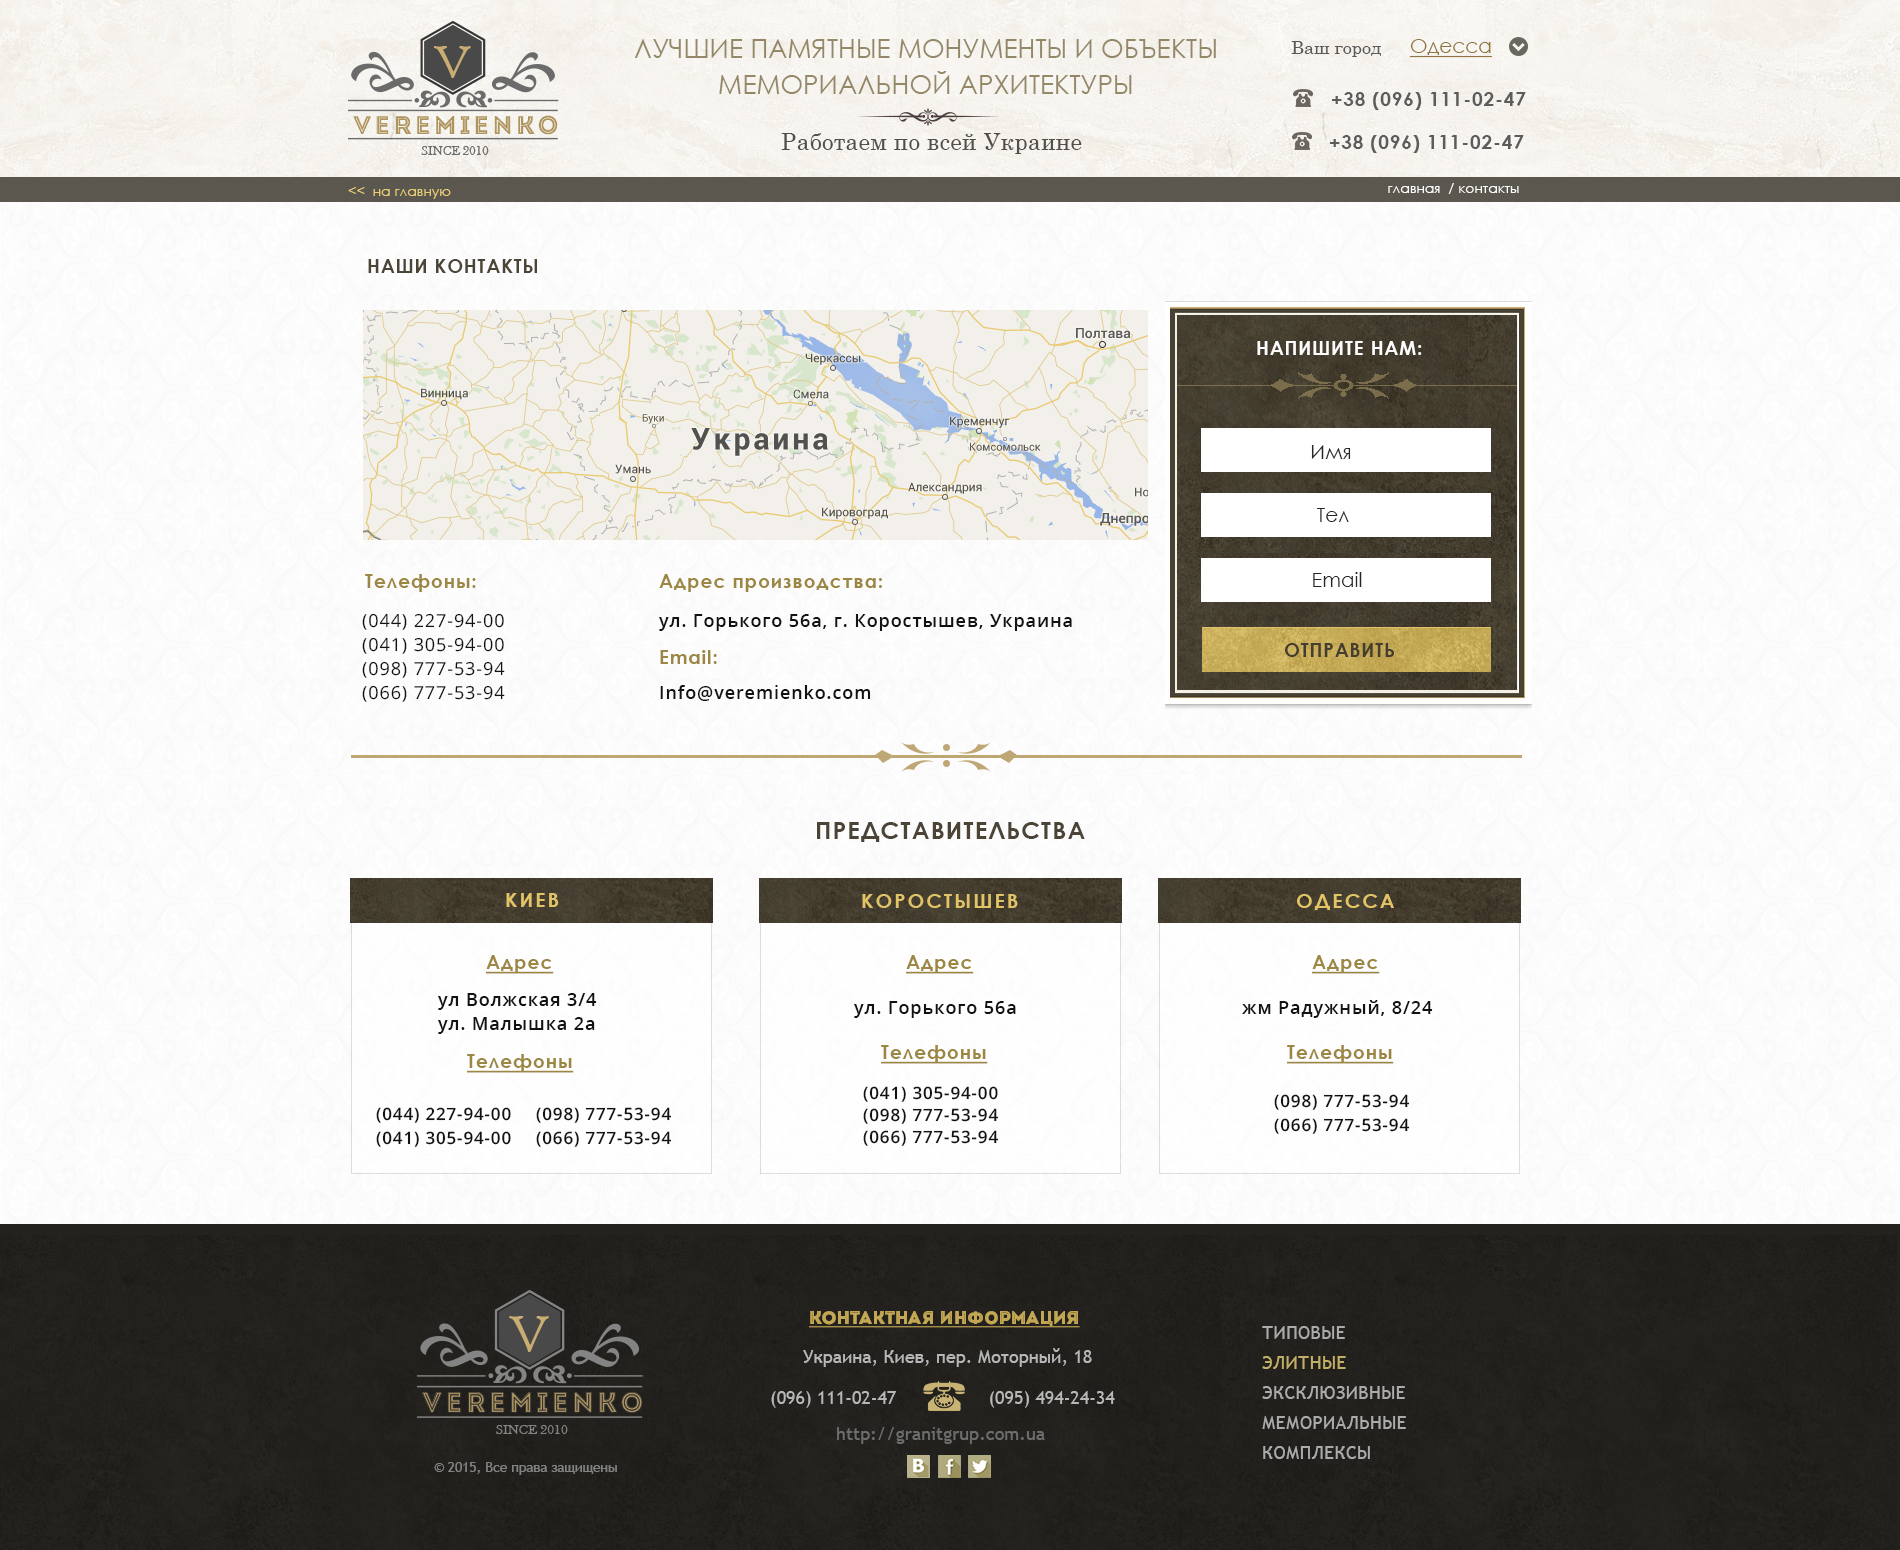 V
VEREMIENKO
SINCE 2010
ЛУЧШИЕ ПАМЯТНЫЕ МОНУМЕНТЫ И ОБЪЕКТЫ
МЕМОРИАЛЬНОЙ АРХИТЕКТУРЫ
Работаем по всей Украине
Ваш город Одесса
+38 (096) 111-02-47
+38 (096) 111-02-47
<< на главную
главная / контакты
НАШИ КОНТАКТЫ
Полтава
Черкассы
Винница
Смела
Буки
Кременчуг
Украина
Комсомольск
Умань
Александрия
Но
Кировоград
Днепро
НАПИШИТЕ НАМ:
Имя
Тел
Email
ОТПРАВИТЬ
Телефоны:
(044) 227-94-00
(041) 305-94-00
(098) 777-53-94
(066) 777-53-94
Адрес производства:
ул. Горького 56а, г. Коростышев, Украина
Email:
Info@veremienko.com
ПРЕДСТАВИТЕЛЬСТВА
КИЕВ
Адрес
ул Волжская 3/4
ул. Малышка 2а
Телефоны
(044) 227-94-00 (098) 777-53-94
(041) 305-94-00 (066) 777-53-94
КОРОСТЫШЕВ
Адрес
ул. Горького 56а
Телефоны
(041) 305-94-00
(098) 777-53-94
(066) 777-53-94
ОДЕССА
Адрес
жм Радужный, 8/24
Телефоны
(098) 777-53-94
(066) 777-53-94
V
VEREMIENKO
SINCE 2010
© 2015, Все права защищены
КОНТАКТНАЯ ИНФОРМАЦИЯ
Украина, Киев, пер. Моторный, 18
(096) 111-02-47 (095) 494-24-34
http://granitgrup.com.ua
В f
ТИПОВЫЕ
ЭЛИТНЫЕ
ЭКСКЛЮЗИВНЫЕ
МЕМОРИАЛЬНЫЕ
КОМПЛЕКСЫ